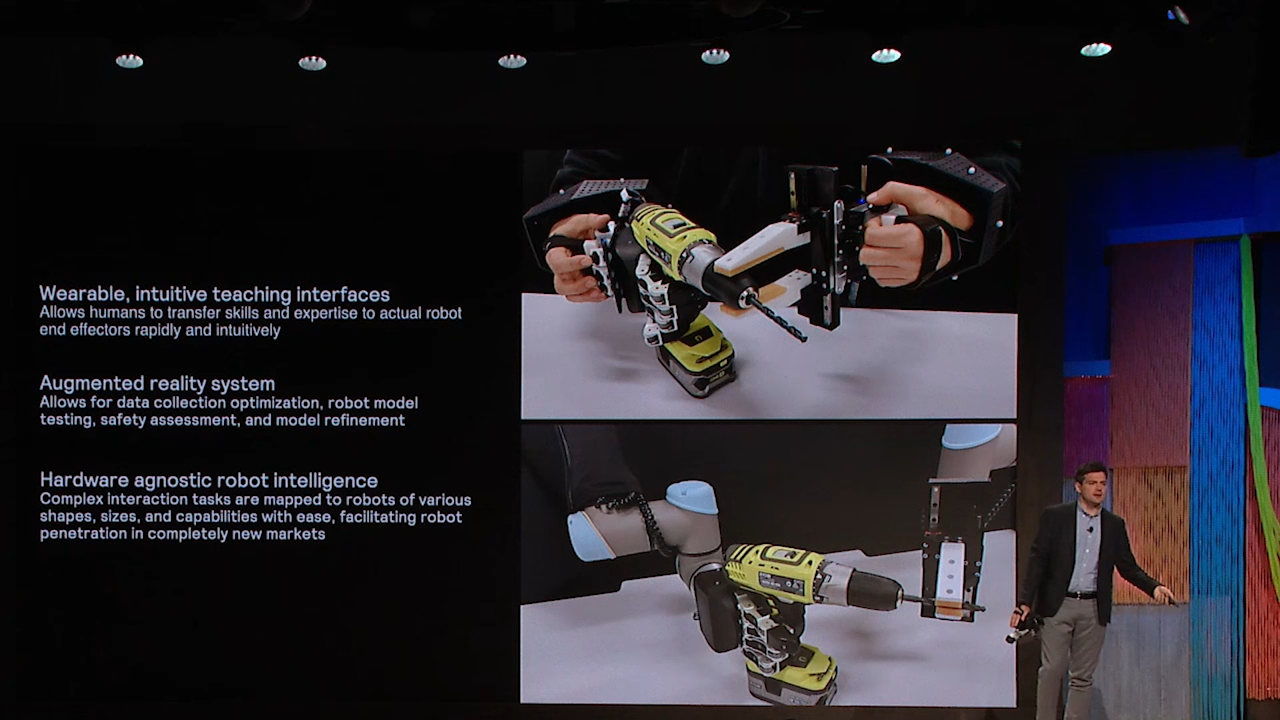 Wearable, intuitive teaching interfaces
Allows humans to transfer skills and expertise to actual robot
end effectors rapidly and intuitively
Augmented reality system
Allows for data collection optimization, robot model
testing, safety assessment, and model refinement
Hardware agnostic robot intelligence
Complex interaction tasks are mapped to robots of various
shapes, sizes, and capabilities with ease, facilitating robot
penetration in completely new markets